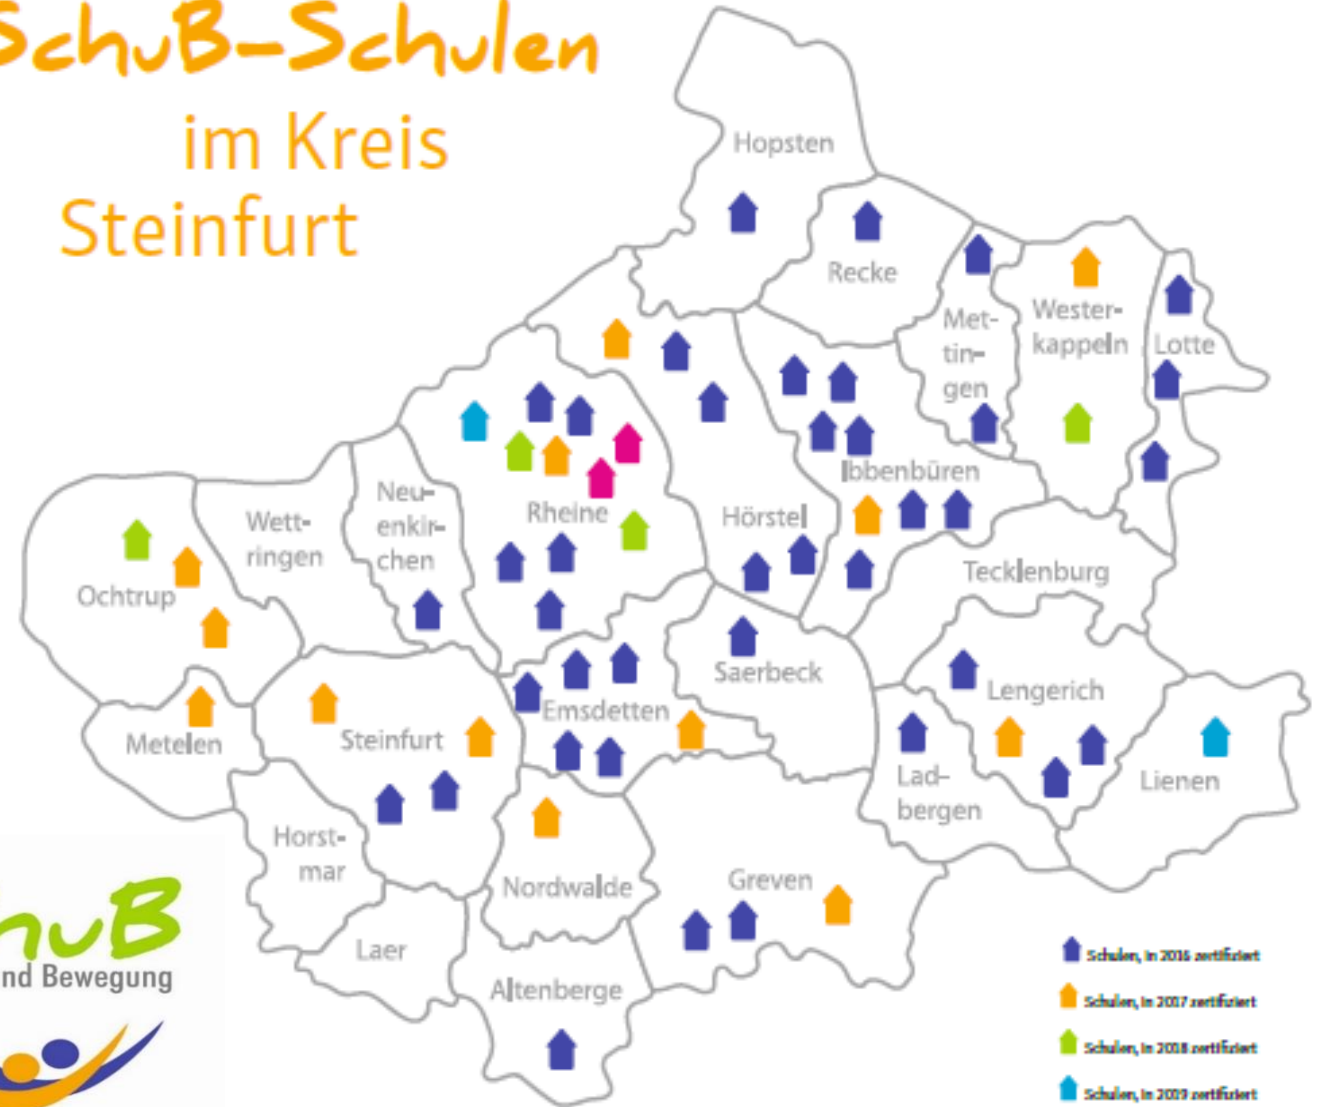 SchuB-Schulen
im Kreis
Steinfurt
Hopsten
Recke
Met-
tin-
gen
Wester-
kappeln
Lotte
Ibbenbüren
Rheine
Hörstel
Neu-
enkir-
chen
Wett-
ringen
Ochtrup
Tecklenburg
Saerbeck
Lengerich
Emsdetten
Steinfurt
Metelen
Lad-
bergen
Lienen
Horst-
mar
Nordwalde
Greven
Laer
Altenberge
huB
nd Bewegung
Schulen, in 2016 zertifiziert
Schulen, in 2017 zertifiziert
Schulen, in 2018 zertifiziert
Schulen, in 2019 zertifiziert